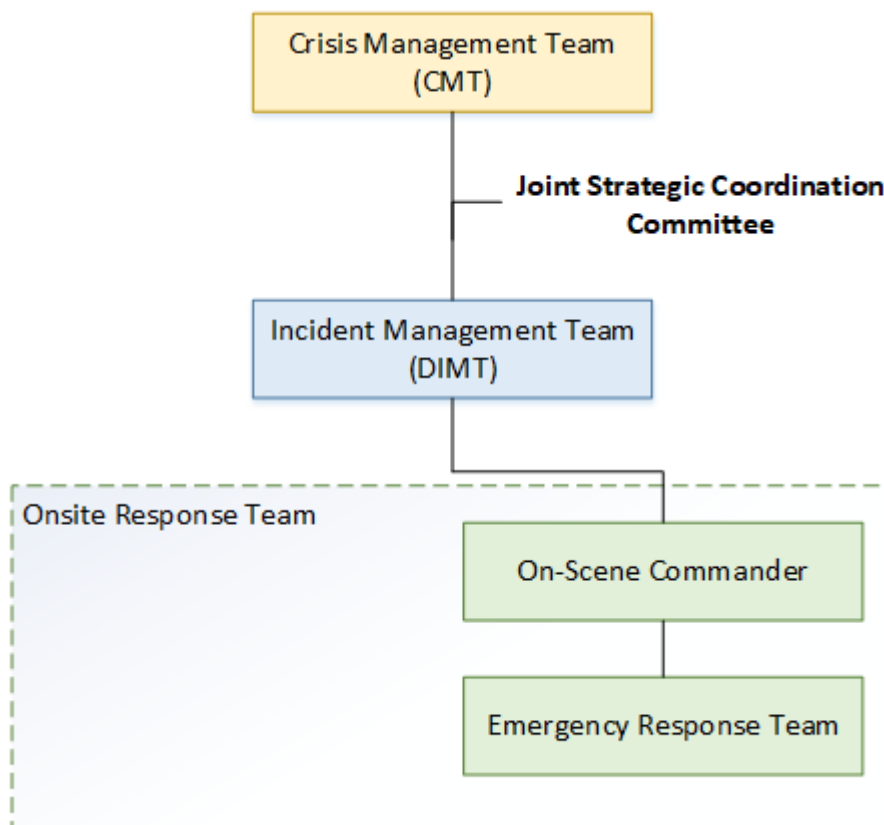 Crisis Management Team
(CMT)
Joint Strategic Coordination
Committee
Incident Management Team
(DIMT)
Onsite Response Team
On-Scene Commander
Emergency Response Team